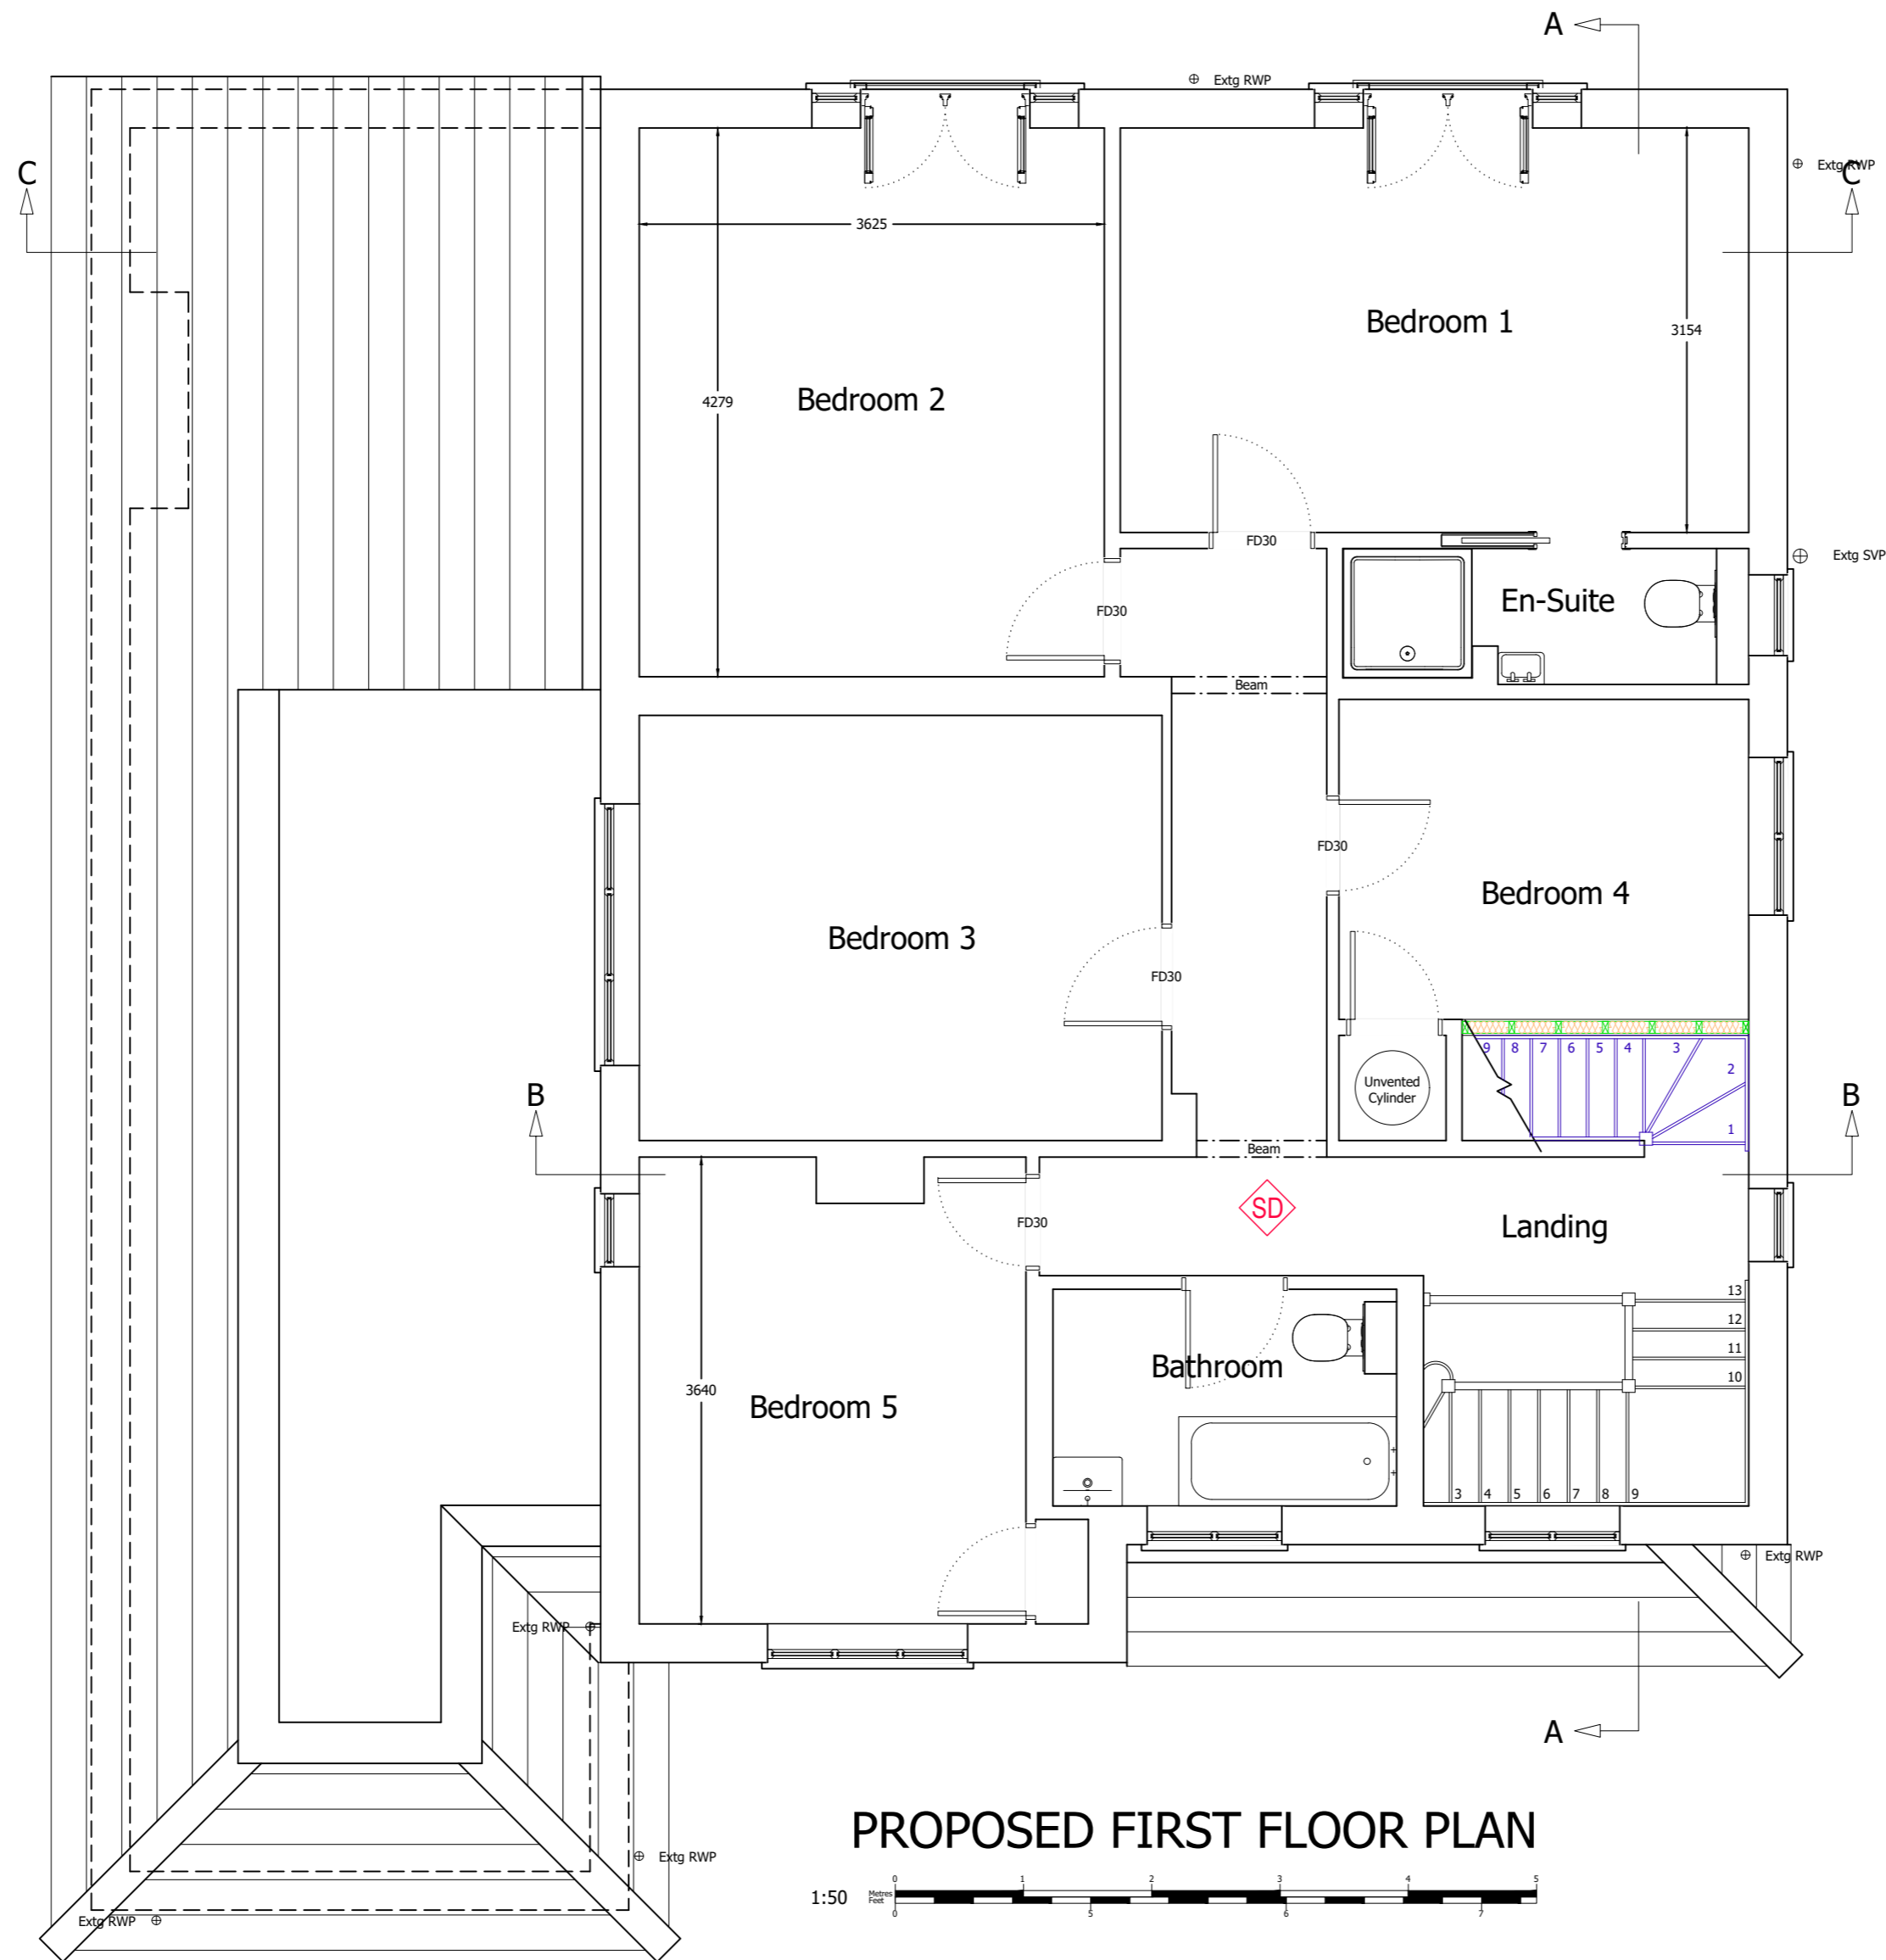 A
Extg RWP
Extg RWP
C
C
3625
Bedroom 1
3154
4279
Bedroom 2
FD30
Extg SVP
En-Suite
FD30
Beam
FD30
Bedroom 4
Bedroom 3
FD30
9 8 7 6 5 4 3
2
1
Unvented
Cylinder
B
B
Beam
SD
FD30
Landing
13
12
11
10
Bathroom
3640
Bedroom 5
3 4 5 6 7 8 9
Extg RWP
Extg RWP
A
PROPOSED FIRST FLOOR PLAN
Extg RWP
1:50
Metres
Feet
0 1 2 3 4 5
0 5 6 7
Extg RWP